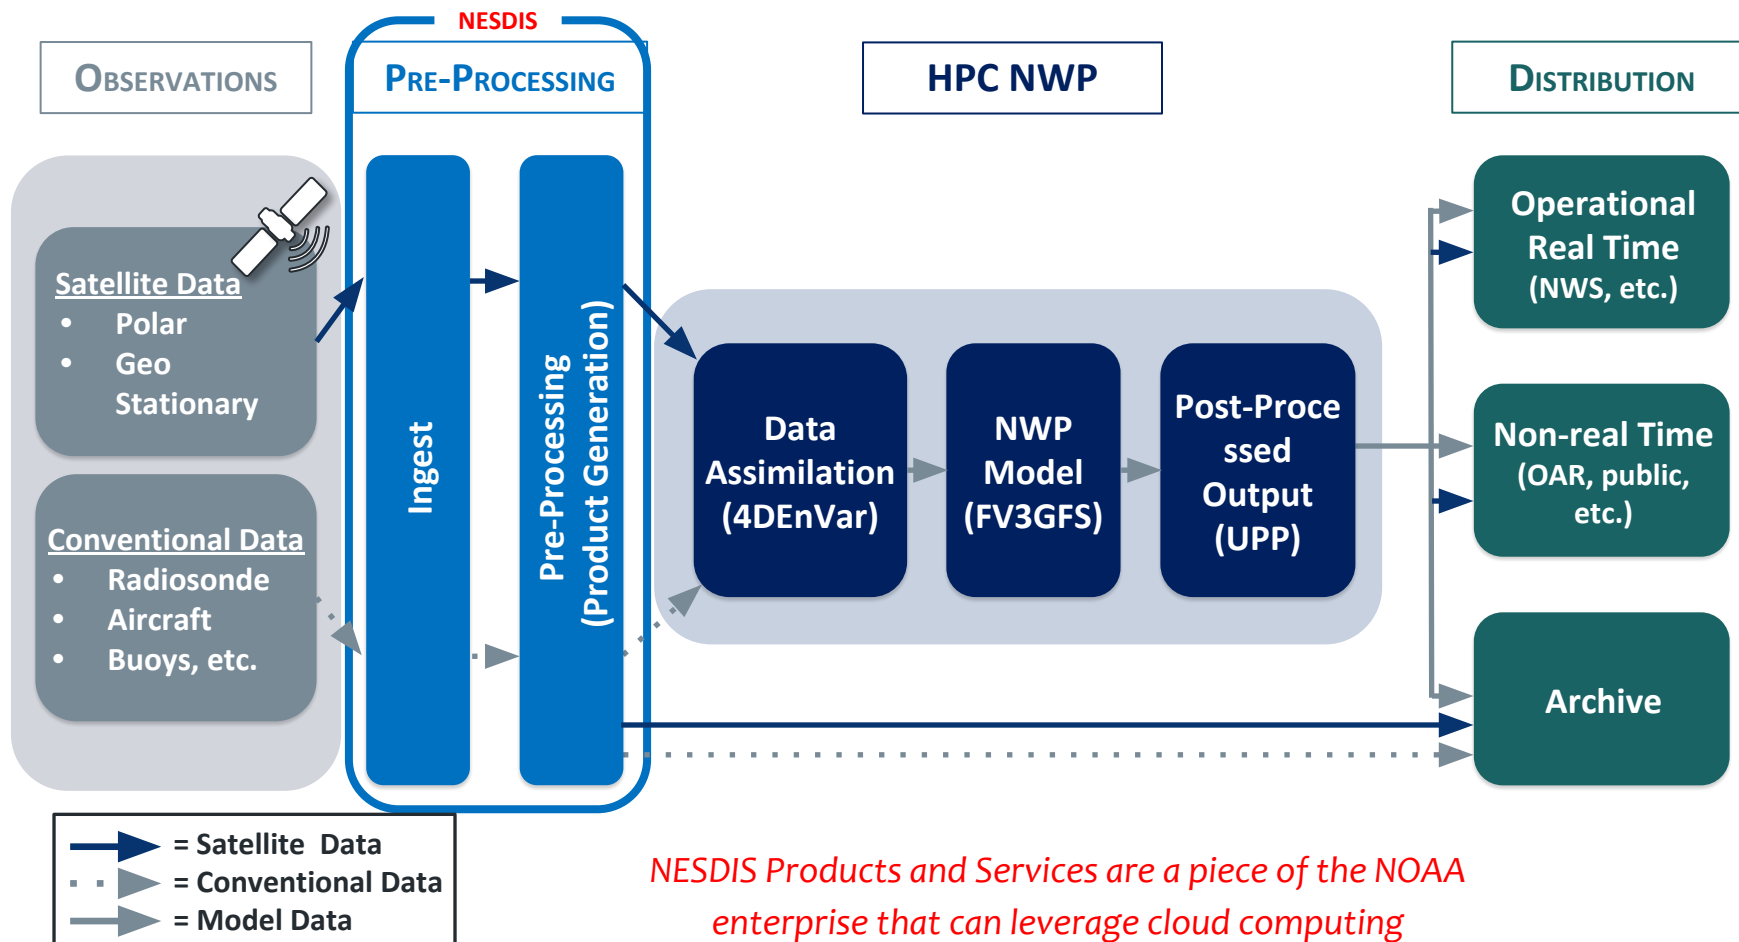 NESDIS
OBSERVATIONS
PRE-PROCESSING
HPC NWP
DISTRIBUTION
Satellite Data
• Polar
• Geo
Stationary
Conventional Data
• Radiosonde
• Aircraft
• Buoys, etc.
Ingest
Pre-Processing
(Product Generation)
Data
Assimilation
(4DEnVar)
NWP
Model
(FV3GFS)
Post-Proce
ssed
Output
(UPP)
Operational
Real Time
(NWS, etc.)
Non-real Time
(OAR, public,
etc.)
Archive
= Satellite Data
= Conventional Data
= Model Data
NESDIS Products and Services are a piece of the NOAA
enterprise that can leverage cloud computing